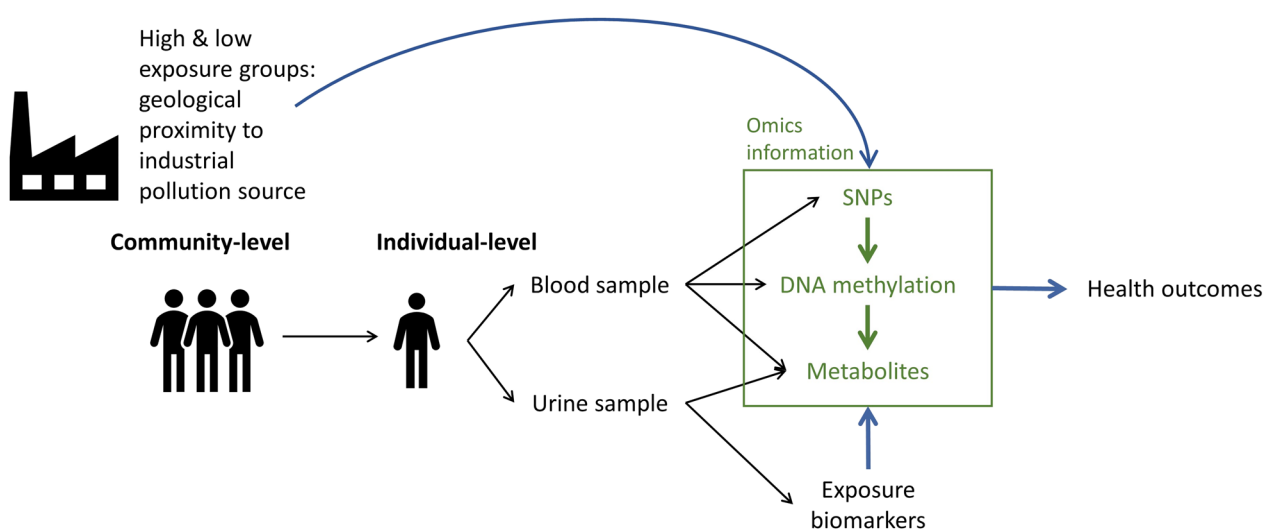 High & low
exposure groups:
geological
proximity to
industrial
pollution source
Omics
information
SNPs
Community-level
Individual-level
Blood sample
DNA methylation
Health outcomes
Metabolites
Urine sample
Exposure
biomarkers